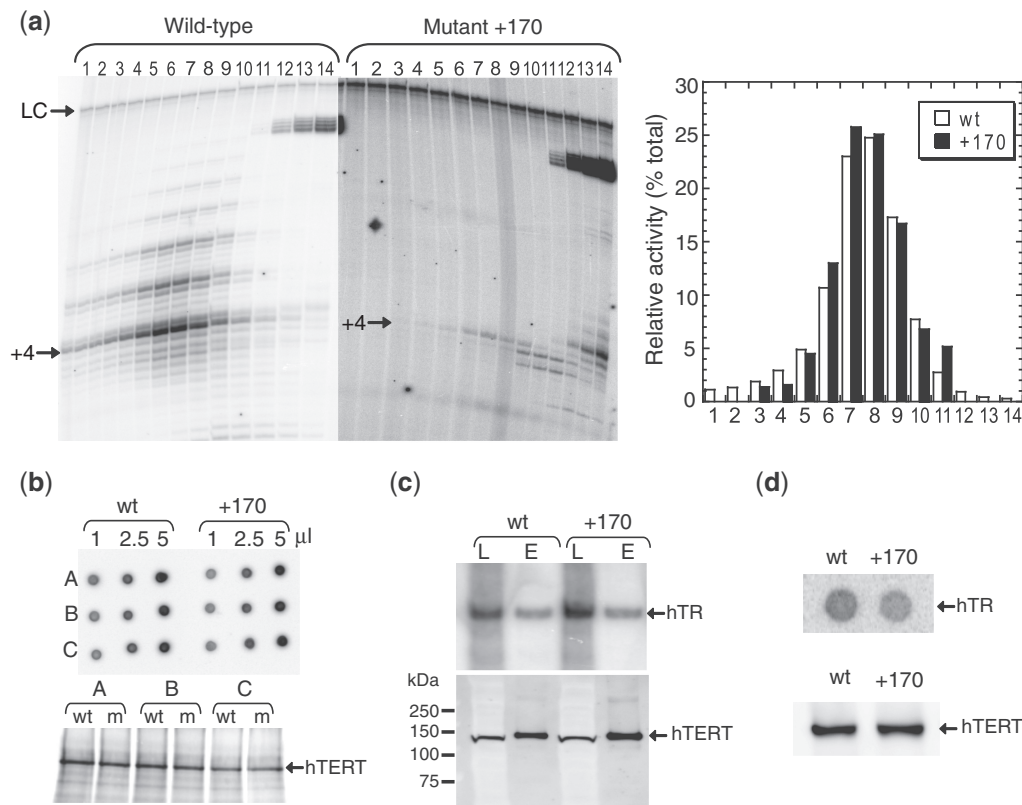 (a)
Wild-type
Mutant +170
1 2 3 4 5 6 7 8 9 10 11 12 13 14
1 2 3 4 5 6 7 8 9 10 11 12 13 14
LC
+4
+4
Relative activity (% total)
30
25
20
15
10
5
0
wt
+170
1 2 3 4 5 6 7 8 9 10 11 12 13 14
(b)
wt
+170
1 2.5 5 1 2.5 5 µl
A
B
C
A B C
wt m wt m wt m
hTERT
(c)
wt
+170
L E L E
hTR
kDa
250
150
100
75
hTERT
(d)
wt +170
hTR
wt +170
hTERT